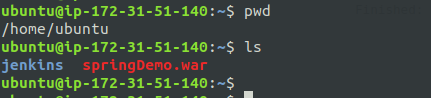 ubuntu@ip-172-31-51-140:~$ pwd
/home/ubuntu
ubuntu@ip-172-31-51-140:~$ ls
jenkins  springDemo.war
ubuntu@ip-172-31-51-140:~$
ubuntu@ip-172-31-51-140:~$